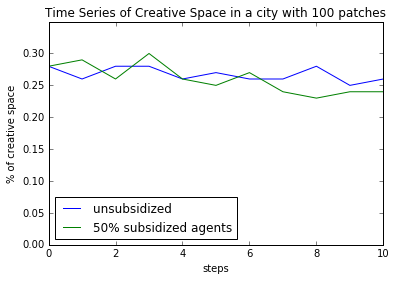 Time Series of Creative Space in a city with 100 patches
% of creative space
0.30
0.25
0.20
0.15
0.10
0.05
0.00
unsubsidized
50% subsidized agents
0 2 4 6 8 10
steps